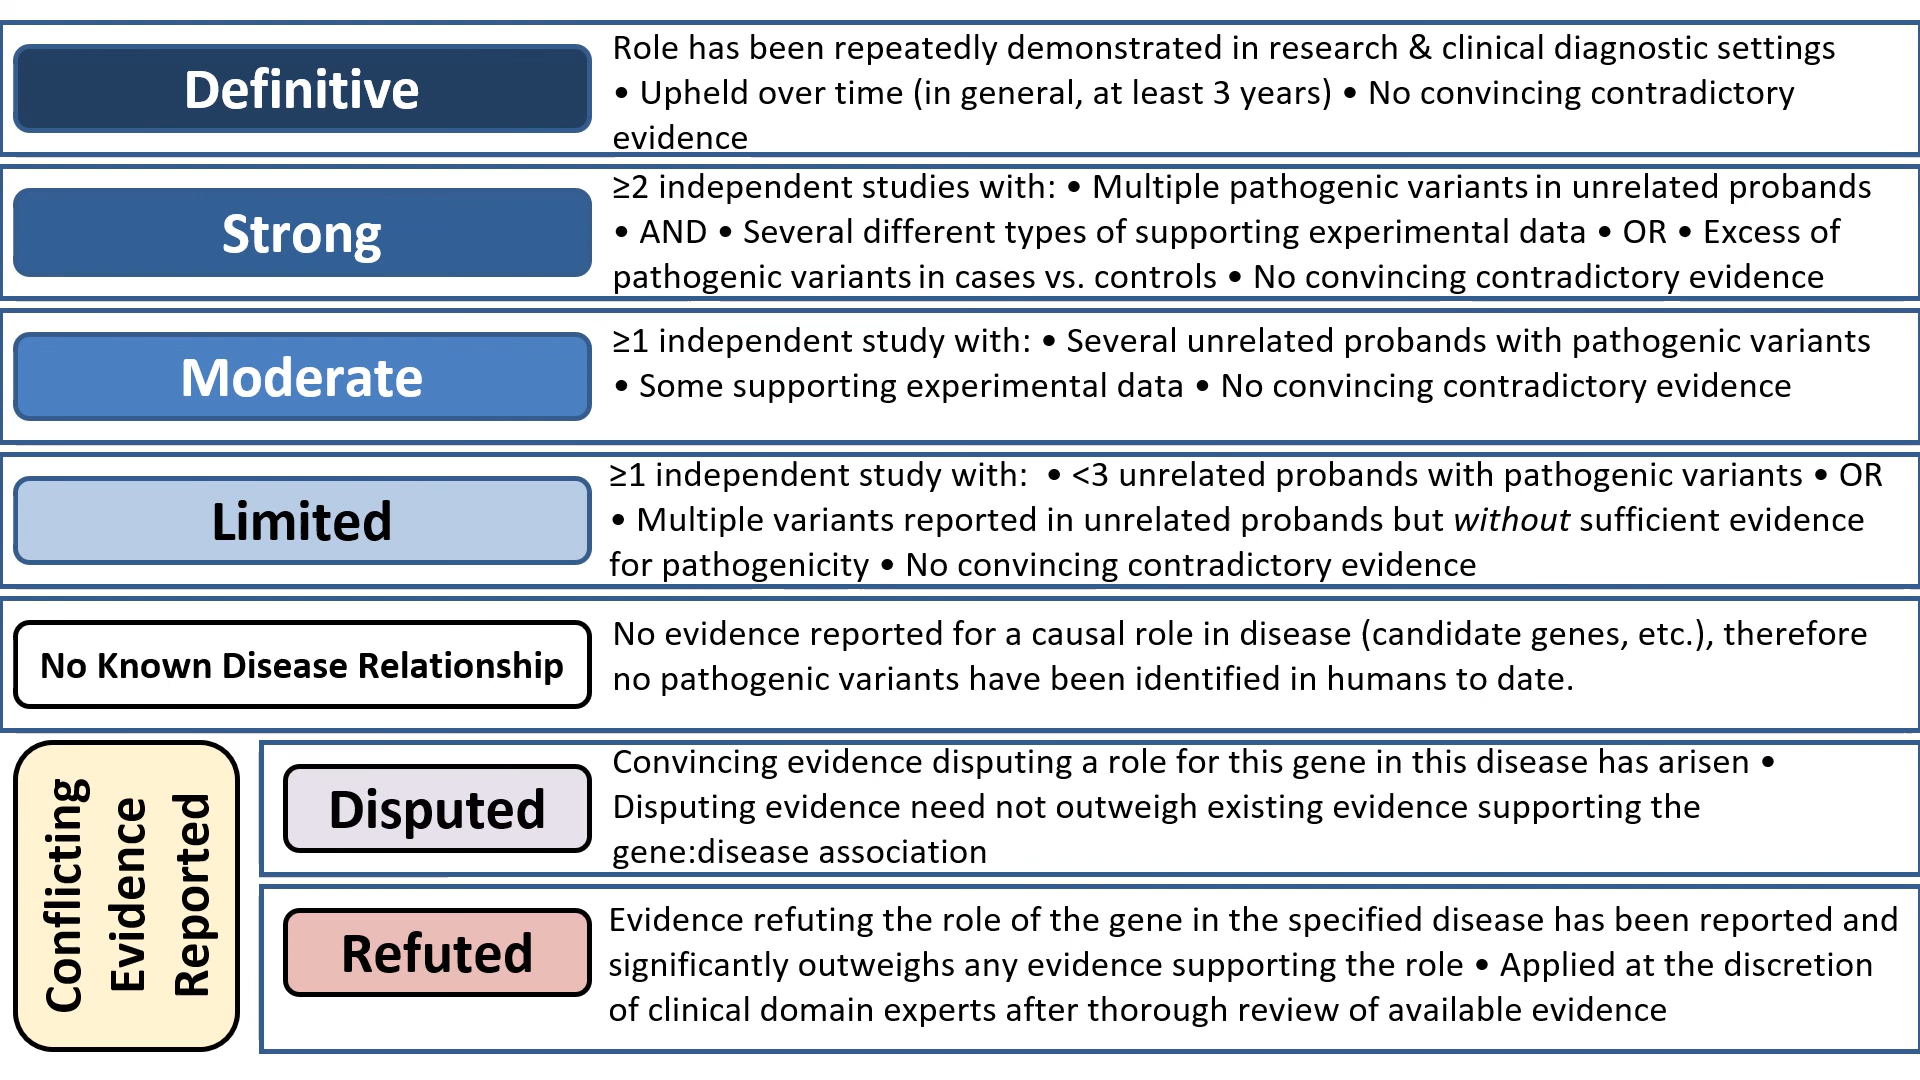 Definitive
Role has been repeatedly demonstrated in research & clinical diagnostic settings
• Upheld over time (in general, at least 3 years) • No convincing contradictory
evidence
Strong
≥2 independent studies with: • Multiple pathogenic variants in unrelated probands
• AND • Several different types of supporting experimental data • OR • Excess of
pathogenic variants in cases vs. controls • No convincing contradictory evidence
Moderate
≥1 independent study with: • Several unrelated probands with pathogenic variants
• Some supporting experimental data • No convincing contradictory evidence
Limited
≥1 independent study with: • <3 unrelated probands with pathogenic variants • OR
• Multiple variants reported in unrelated probands but without sufficient evidence
for pathogenicity • No convincing contradictory evidence
No Known Disease Relationship
No evidence reported for a causal role in disease (candidate genes, etc.), therefore
no pathogenic variants have been identified in humans to date.
Conflicting
Evidence
Reported
Disputed
Convincing evidence disputing a role for this gene in this disease has arisen •
Disputing evidence need not outweigh existing evidence supporting the
gene:disease association
Refuted
Evidence refuting the role of the gene in the specified disease has been reported and
significantly outweighs any evidence supporting the role • Applied at the discretion
of clinical domain experts after thorough review of available evidence